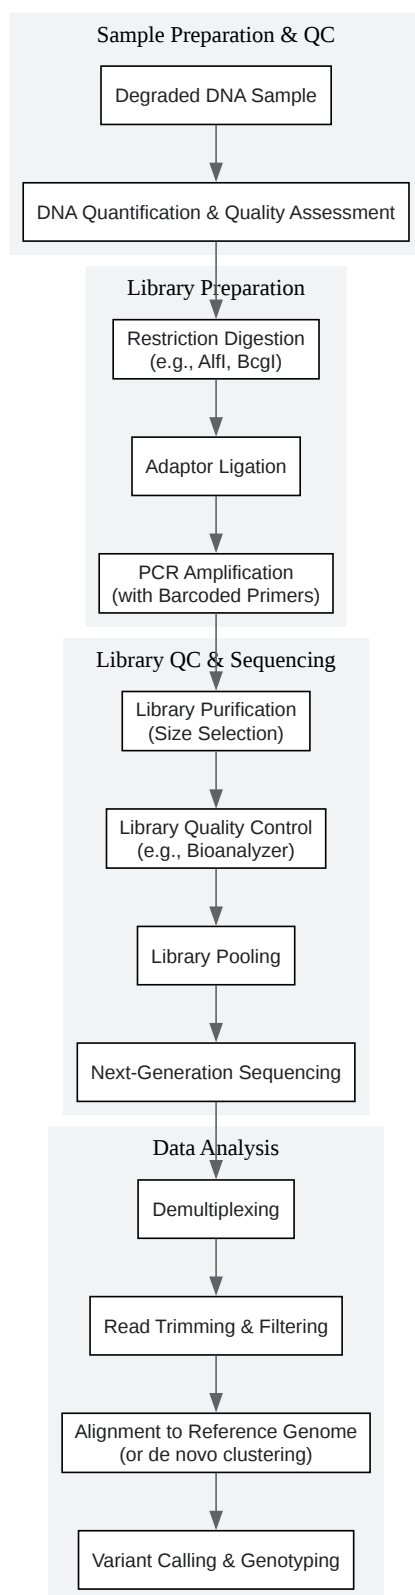 Sample Preparation & QC
Degraded DNA Sample
DNA Quantification & Quality Assessment
Library Preparation
Restriction Digestion
(e.g., AlfI, BcgI)
Adaptor Ligation
PCR Amplification
(with Barcoded Primers)
Library QC & Sequencing
Library Purification
(Size Selection)
Library Quality Control
(e.g., Bioanalyzer)
Library Pooling
Next-Generation Sequencing
Data Analysis
Demultiplexing
Read Trimming & Filtering
Alignment to Reference Genome
(or de novo clustering)
Variant Calling & Genotyping